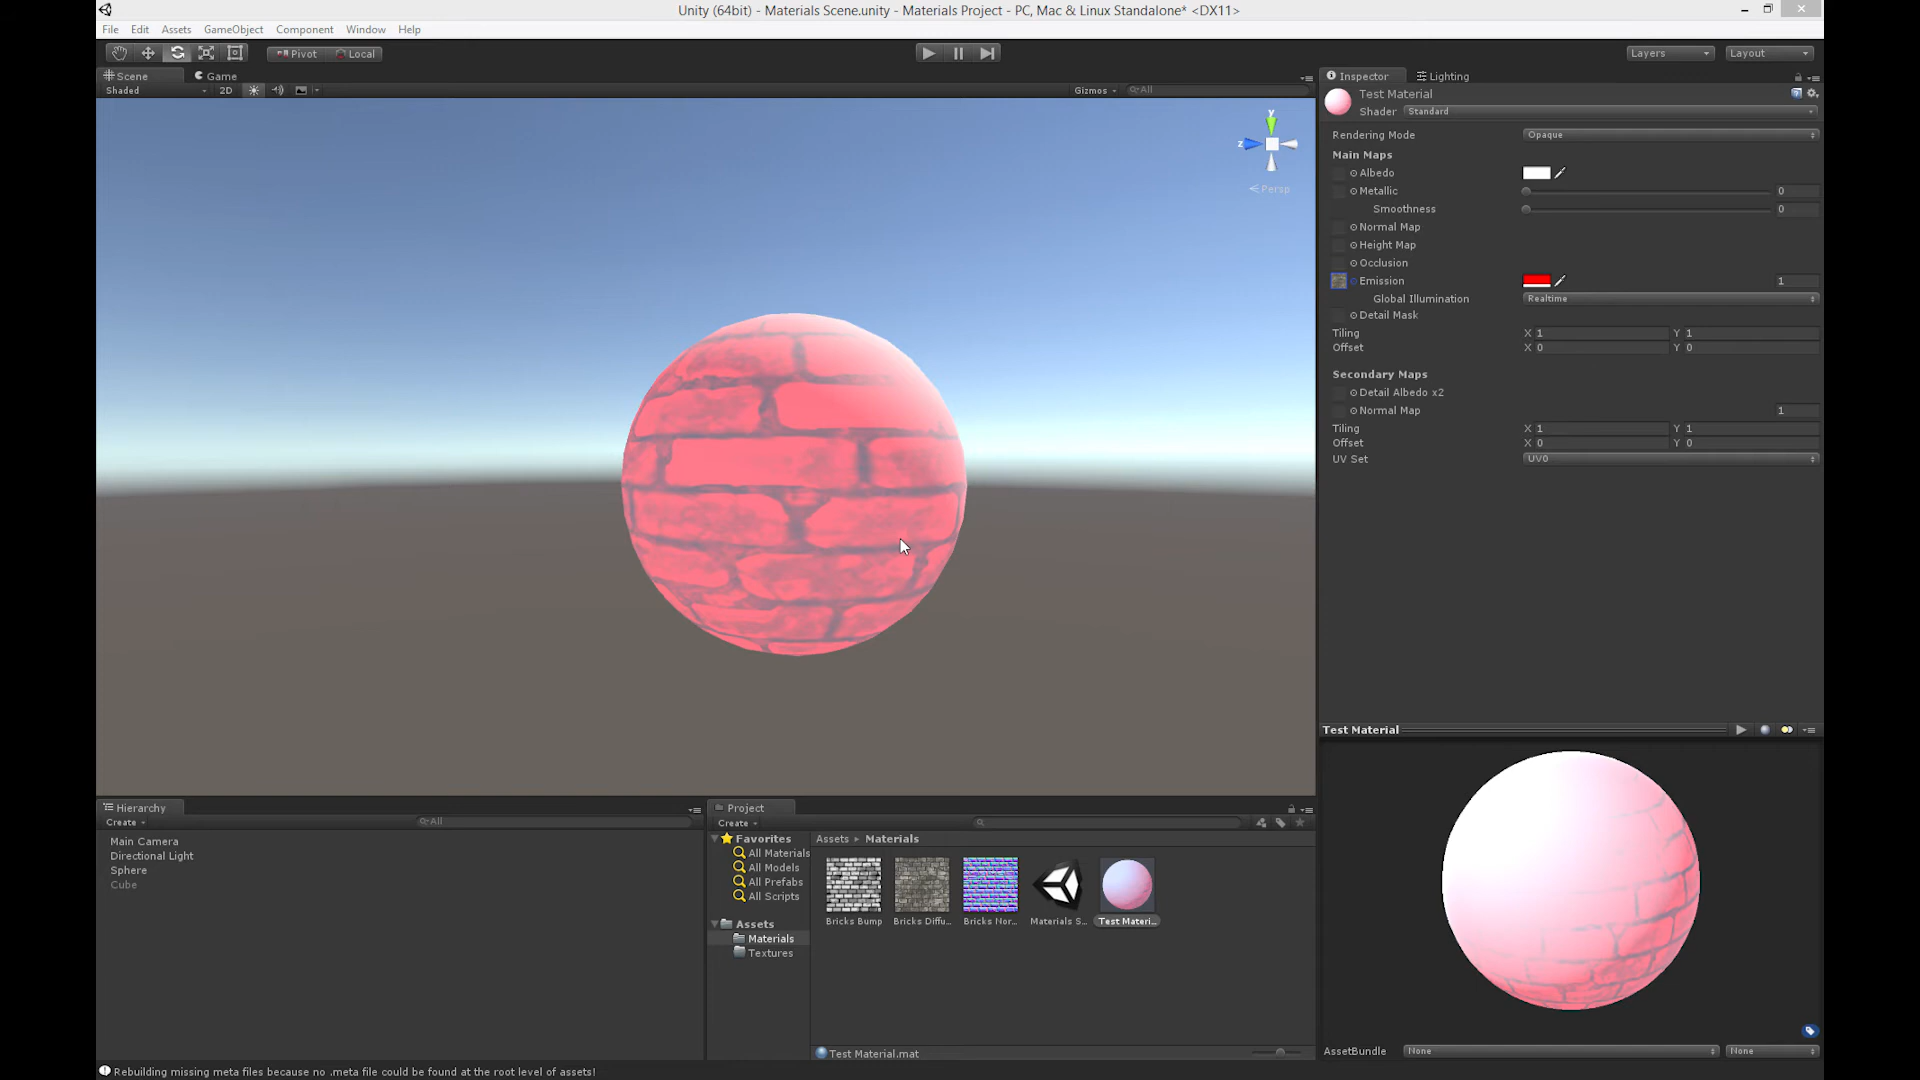 Unity (64bit) - Materials Scene.unity - Materials Project - PC, Mac & Linux Standalone* <DX11>
File Edit Assets GameObject Component Window Help
Pivot Local Layers Layout
Scene Game
Shaded 2D Gizmos All
y
z
Persp
Inspector Lighting
Test Material
Shader Standard
Rendering Mode Opaque
Main Maps
Albedo
Metallic 0
Smoothness 0
Normal Map
Height Map
Occlusion
Emission 1
Global Illumination Realtime
Detail Mask
Tiling X 1 Y 1
Offset X 0 Y 0
Secondary Maps
Detail Albedo x2
Normal Map 1
Tiling X 1 Y 1
Offset X 0 Y 0
UV Set UV0
Test Material
AssetBundle None None
Hierarchy
Create All
Main Camera
Directional Light
Sphere
Cube
Project
Create
Favorites
All Materials
All Models
All Prefabs
All Scripts
Assets
Materials
Textures
Assets Materials
Bricks Bump Bricks Diffu... Bricks Nor... Materials S... Test Materi...
Test Material.mat
Rebuilding missing meta files because no .meta file could be found at the root level of assets!